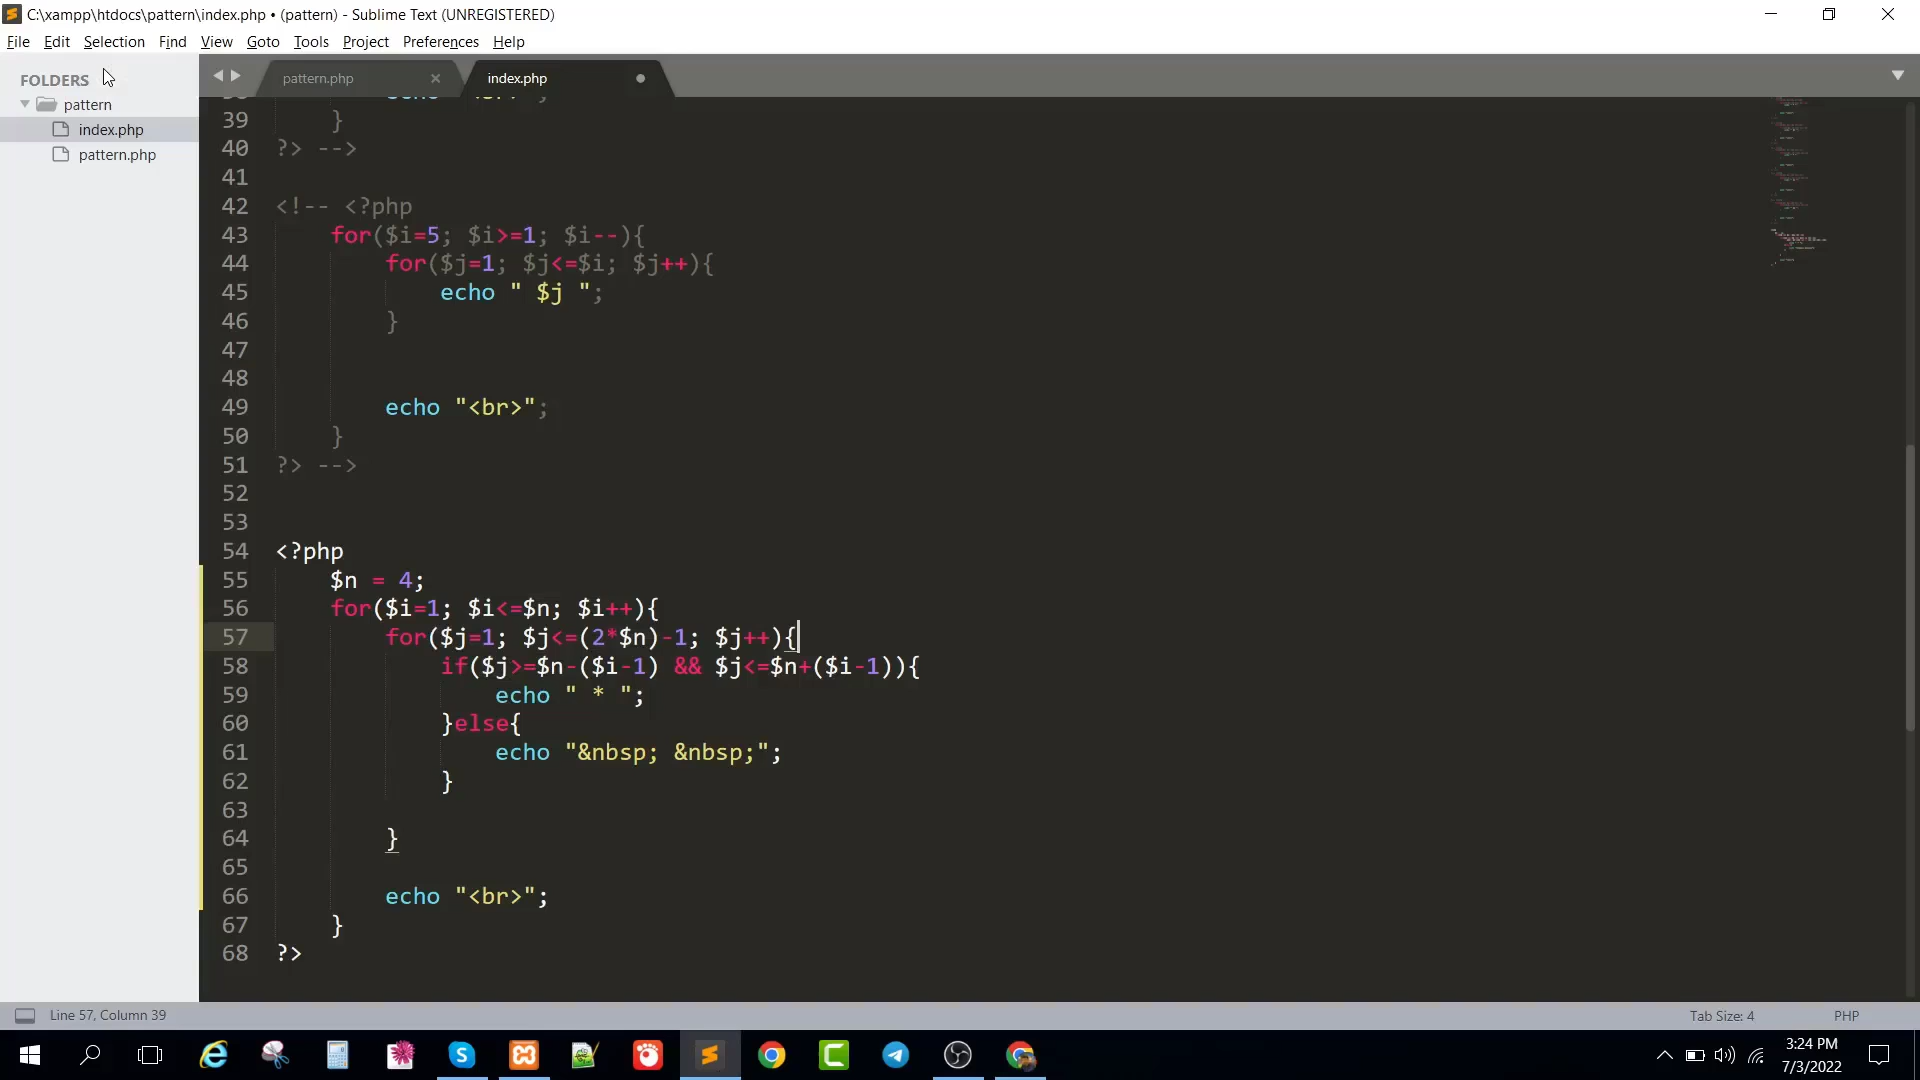 C:\xampp\htdocs\pattern\index.php • (pattern) - Sublime Text (UNREGISTERED)
File Edit Selection Find View Goto Tools Project Preferences Help
FOLDERS
pattern
index.php
pattern.php
pattern.php index.php
39 }
40 ?> -->
41
42 <!-- <?php
43 for($i=5; $i>=1; $i--){
44 for($j=1; $j<=$i; $j++){
45 echo " $j ";
46 }
47
48
49 echo "<br>";
50 }
51 ?> -->
52
53
54 <?php
55 $n = 4;
56 for($i=1; $i<=$n; $i++){
57 for($j=1; $j<=(2*$n)-1; $j++){
58 if($j>=$n-($i-1) && $j<=$n+($i-1)){
59 echo " * ";
60 }else{
61 echo "&nbsp; &nbsp;";
62 }
63
64 }
65
66 echo "<br>";
67 }
68 ?>
Line 57, Column 39
Tab Size: 4
PHP
3:24 PM
7/3/2022